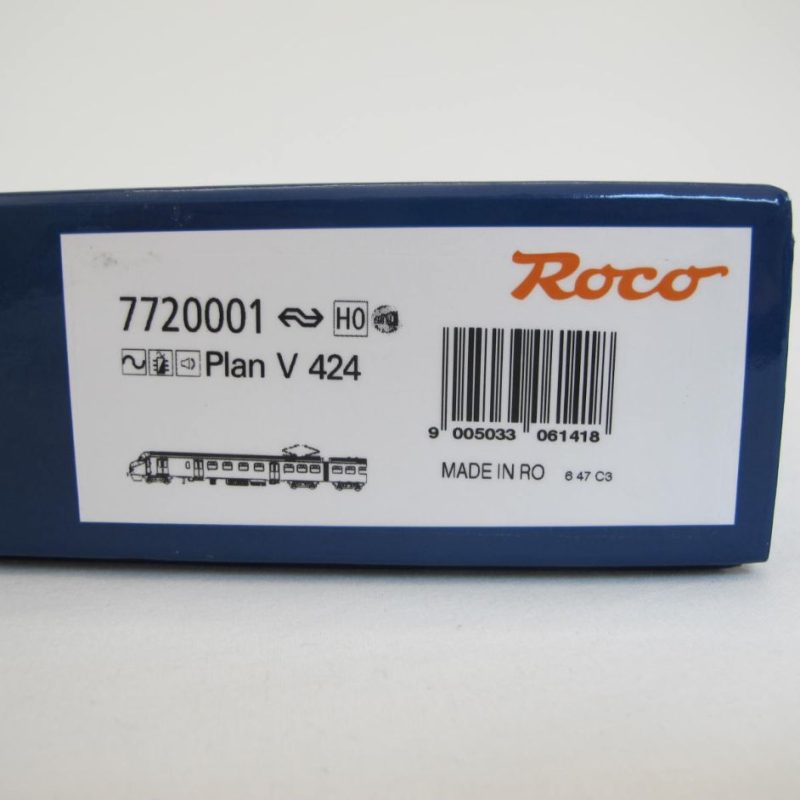 Roco
7720001 H0
Plan V 424
9 005033 061418
MADE IN RO 6 47 C3